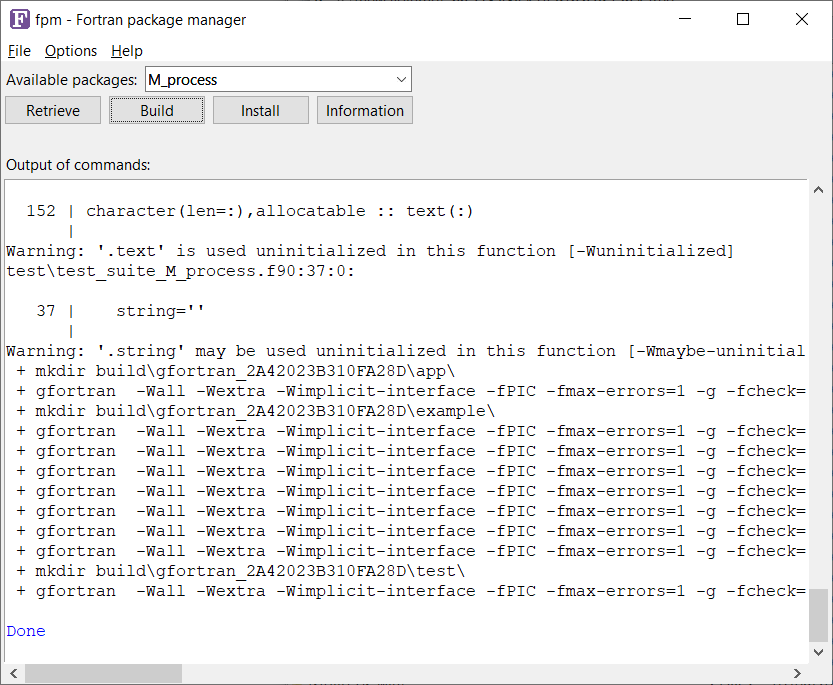 F fpm - Fortran package manager
File Options Help
Available packages: M_process
Retrieve Build Install Information
Output of commands:
  152 | character(len=:),allocatable :: text(:)
      |
Warning: '.text' is used uninitialized in this function [-Wuninitialized]
test\test_suite_M_process.f90:37:0:
   37 |    string=''
      |
Warning: '.string' may be used uninitialized in this function [-Wmaybe-uninitial
 + mkdir build\gfortran_2A42023B310FA28D\app\
 + gfortran  -Wall -Wextra -Wimplicit-interface -fPIC -fmax-errors=1 -g -fcheck=
 + mkdir build\gfortran_2A42023B310FA28D\example\
 + gfortran  -Wall -Wextra -Wimplicit-interface -fPIC -fmax-errors=1 -g -fcheck=
 + gfortran  -Wall -Wextra -Wimplicit-interface -fPIC -fmax-errors=1 -g -fcheck=
 + gfortran  -Wall -Wextra -Wimplicit-interface -fPIC -fmax-errors=1 -g -fcheck=
 + gfortran  -Wall -Wextra -Wimplicit-interface -fPIC -fmax-errors=1 -g -fcheck=
 + gfortran  -Wall -Wextra -Wimplicit-interface -fPIC -fmax-errors=1 -g -fcheck=
 + gfortran  -Wall -Wextra -Wimplicit-interface -fPIC -fmax-errors=1 -g -fcheck=
 + gfortran  -Wall -Wextra -Wimplicit-interface -fPIC -fmax-errors=1 -g -fcheck=
 + mkdir build\gfortran_2A42023B310FA28D\test\
 + gfortran  -Wall -Wextra -Wimplicit-interface -fPIC -fmax-errors=1 -g -fcheck=
Done